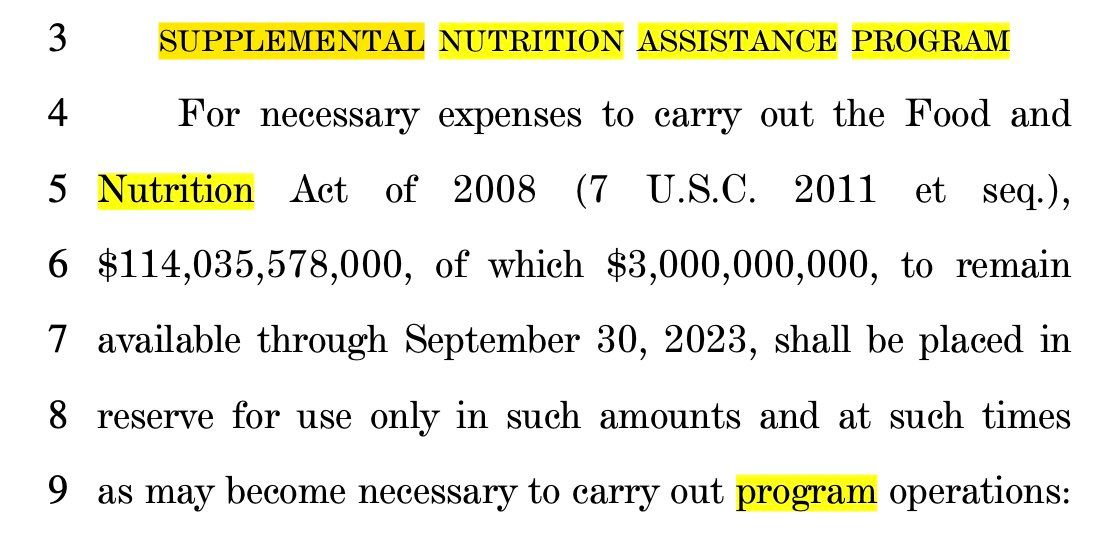 3 SUPPLEMENTAL NUTRITION ASSISTANCE PROGRAM
4 For necessary expenses to carry out the Food and
5 Nutrition Act of 2008 (7 U.S.C. 2011 et seq.),
6 $114,035,578,000, of which $3,000,000,000, to remain
7 available through September 30, 2023, shall be placed in
8 reserve for use only in such amounts and at such times
9 as may become necessary to carry out program operations: